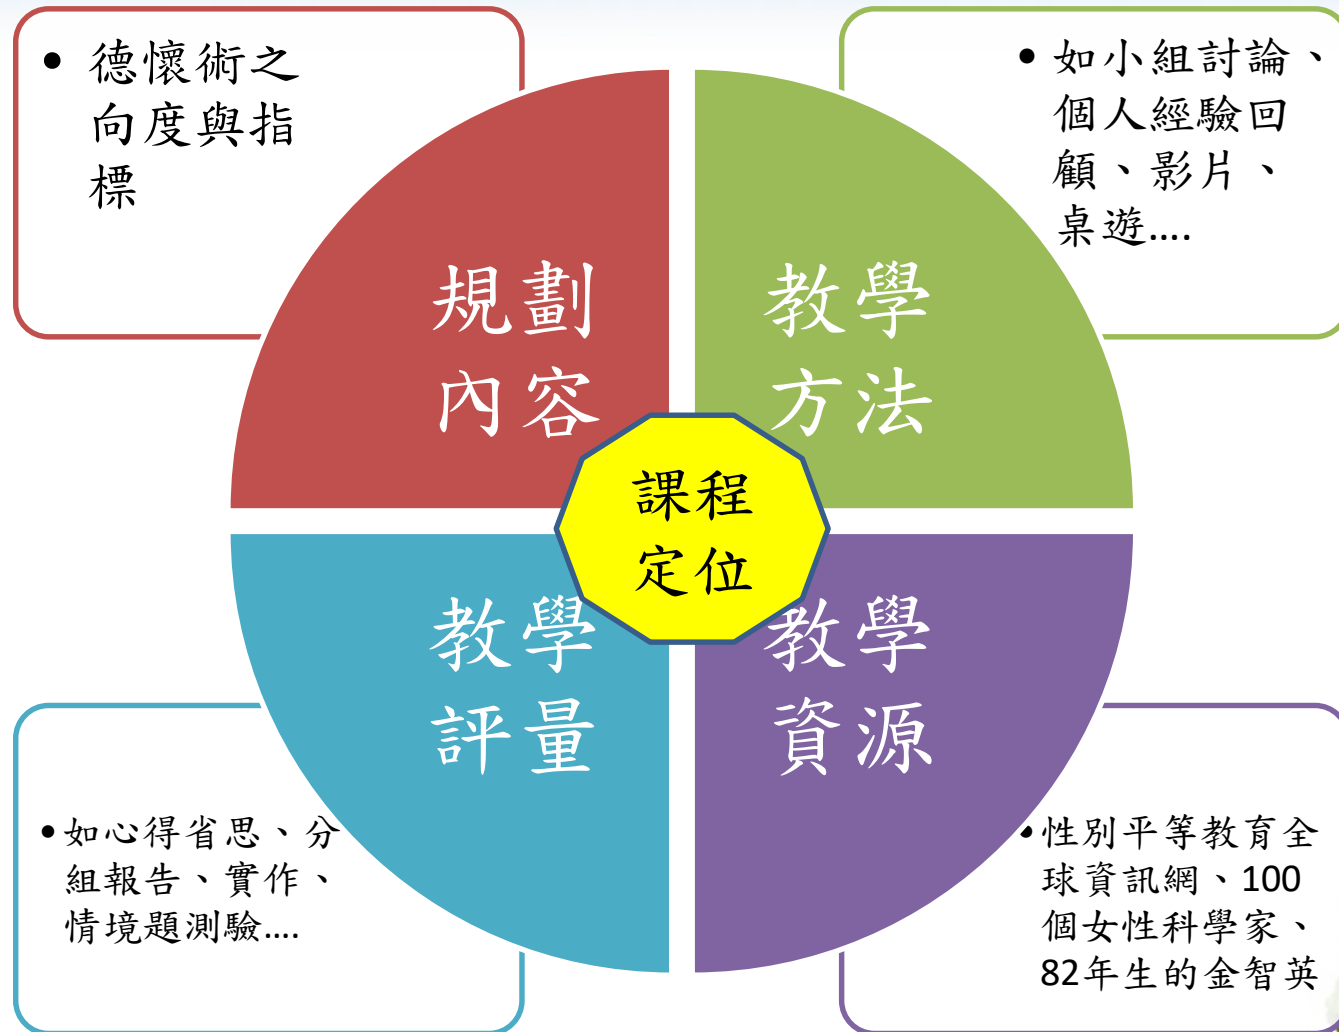 • 德懷術之
向度與指
標
• 如小組討論、
個人經驗回
顧、影片、
桌遊....
規劃
內容
教學
方法
課程
定位
教學
評量
教學
資源
• 如心得省思、分
組報告、實作、
情境題測驗....
• 性別平等教育全
球資訊網、100
個女性科學家、
82年生的金智英